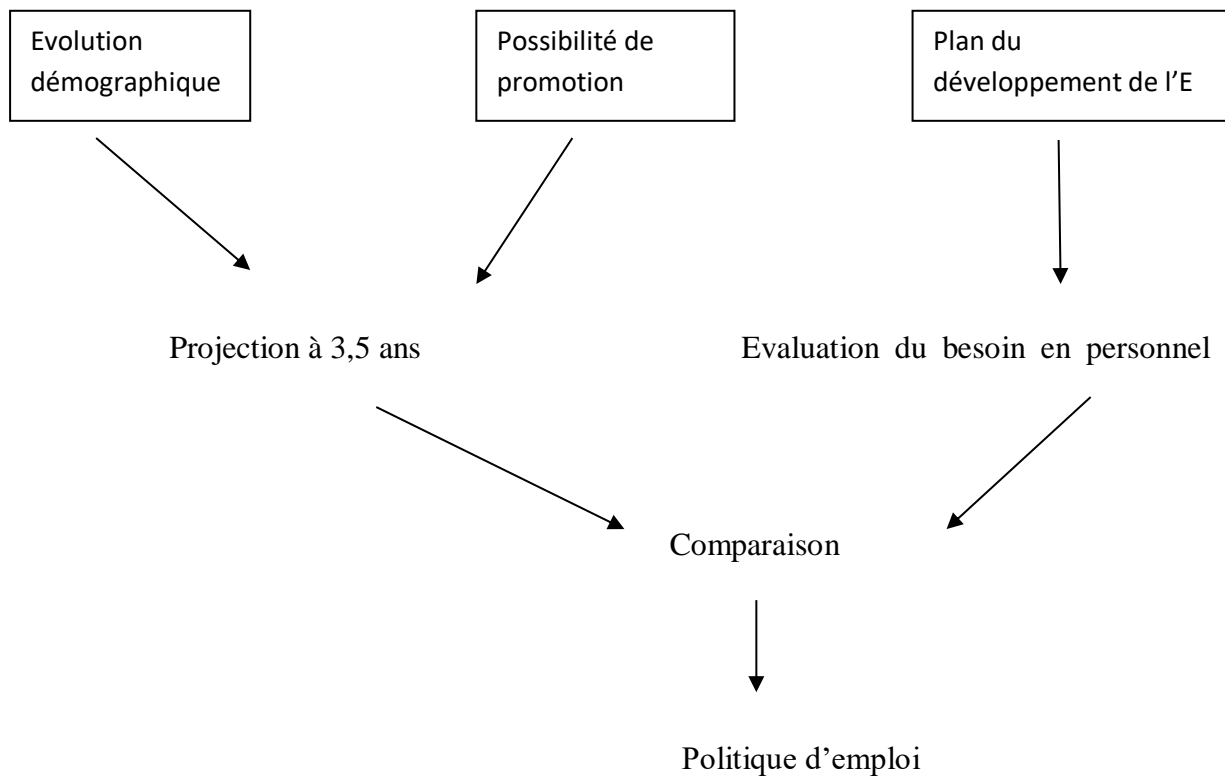 Evolution
démographique
Possibilité de
promotion
Plan du
développement de l’E
Projection à 3,5 ans
Evaluation du besoin en personnel
Comparaison
Politique d’emploi